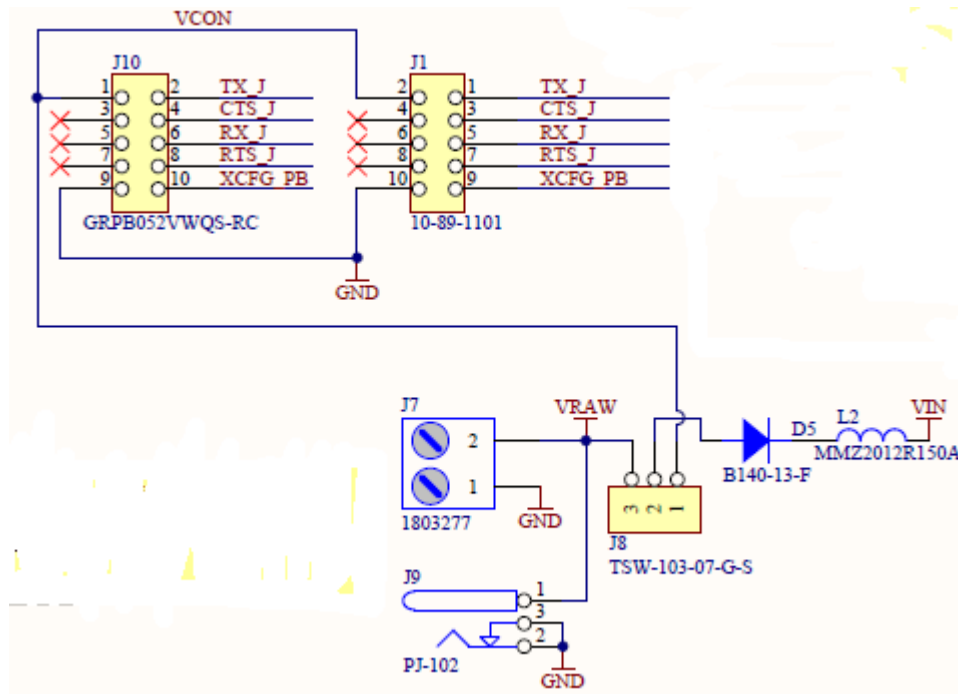 VCON
J10
1 2 TX_J
3 4 CTS_J
5 6 RX_J
7 8 RTS_J
9 10 XCFG_PB
GRPB052VWQS-RC
J1
2 1 TX_J
4 3 CTS_J
6 5 RX_J
8 7 RTS_J
10 9 XCFG_PB
10-89-1101
GND
J7
2
1
1803277
GND
VRAW
3 2 1
J8
TSW-103-07-G-S
D5
B140-13-F
L2
MMZ2012R150A
VIN
J9
1
3
2
PJ-102
GND